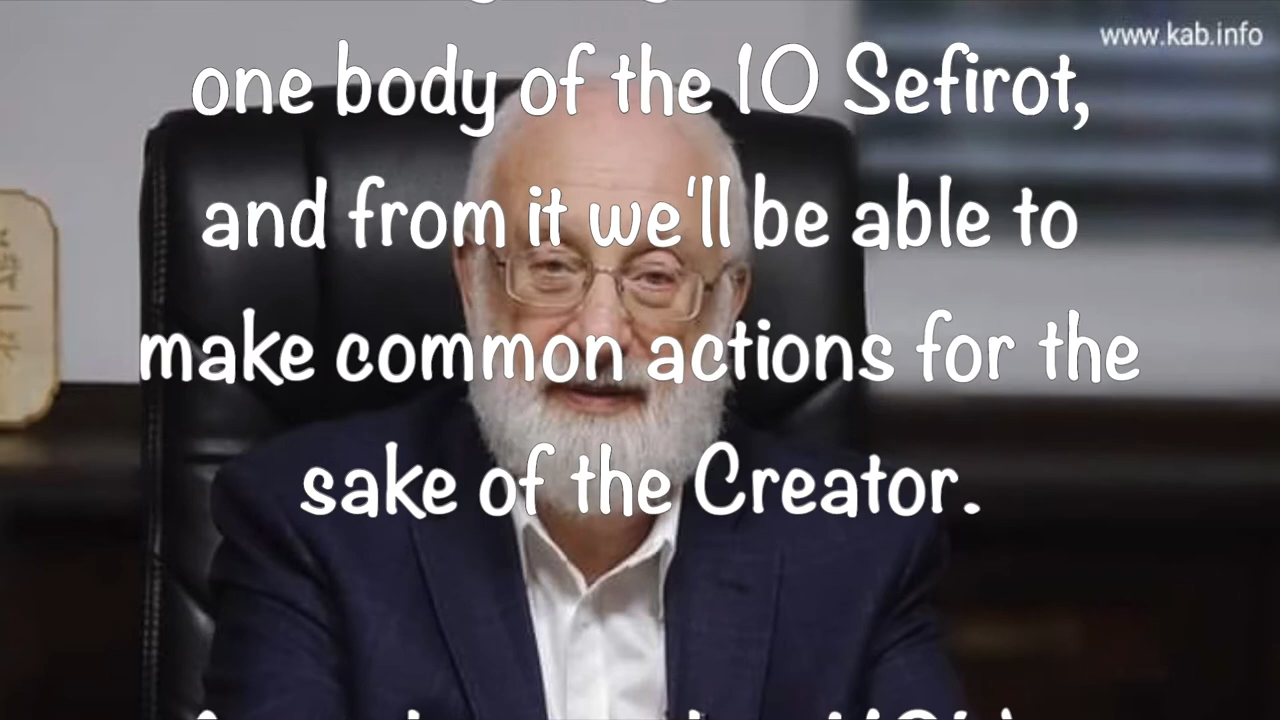 www.kab.info
one body of the 10 Sefirot,
and from it we'll be able to
make common actions for the
sake of the Creator.